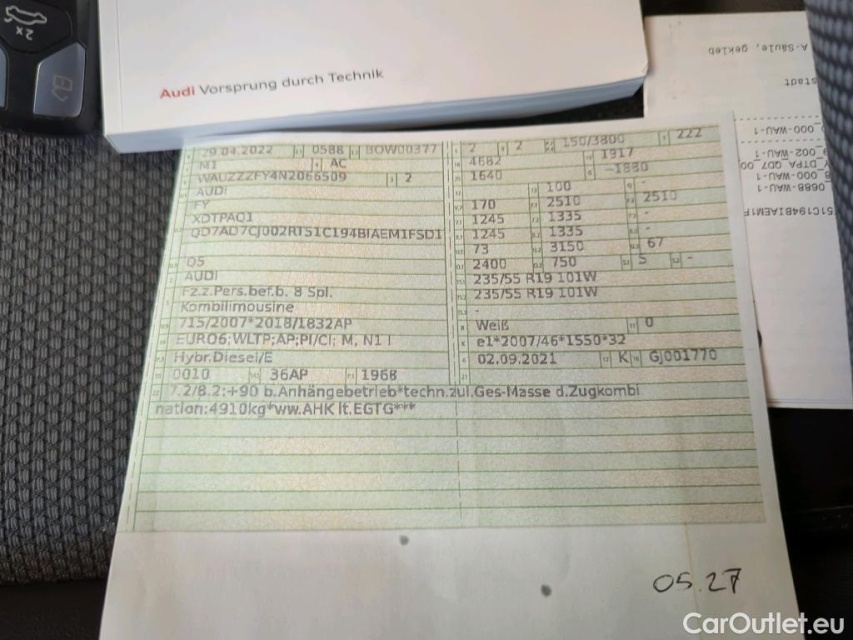 2x
Audi Vorsprung durch Technik
A-Säule, geklebt
stadt
29.04.2022 0588 BOW00377 2 2 150/3800 222
M1 AC 4682 1917
WAUZZZFY4N2066509 2 1640 -1880
AUDI 100 -
FY 170 2510 2510
XDTPAQ1 1245 1335 -
QD7AD7CJ002RTS1C194BIAEM1FSD1 1245 1335 -
73 3150 67
Q5 2400 750 5 -
AUDI 235/55 R19 101W
Fz.z.Pers.bef.b. 8 Spl. 235/55 R19 101W
Kombilimousine -
715/2007*2018/1832AP Weiß 0
EURO6;WLTP;AP;PI/CI; M, N1 I e1*2007/46*1550*32
Hybr.Diesel/E 02.09.2021 K GJ001770
0010 36AP 1968
7.2/8.2:+90 b.Anhängebetrieb*techn.zul.Ges-Masse d.Zugkombi
nation:4910kg*ww.AHK lt.EGTG***
05.27
CarOutlet.eu